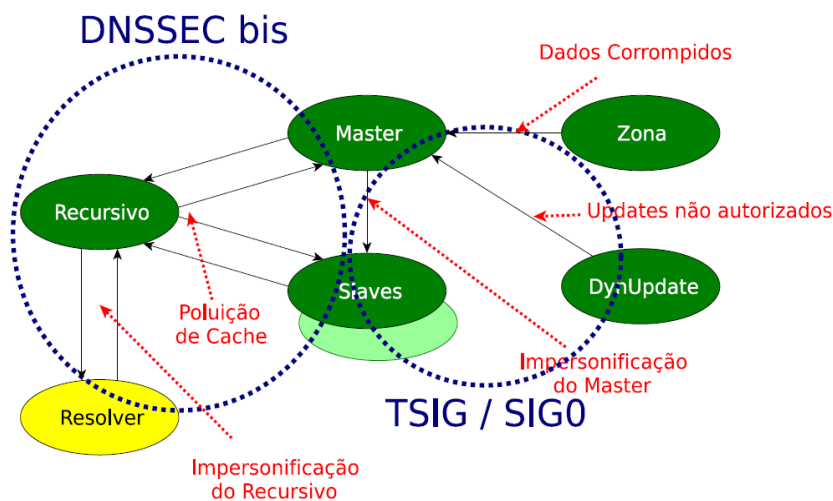 DNSSEC bis
Dados Corrompidos
Master
Zona
Recursivo
Updates não autorizados
Slaves
DynUpdate
Poluição
de Cache
Impersonificação
do Master
Resolver
TSIG / SIG0
Impersonificação
do Recursivo